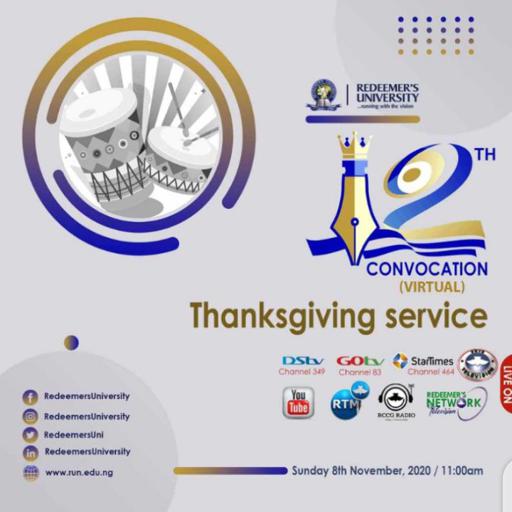 REDEEMER'S
UNIVERSITY
...running with the vision
12TH
CONVOCATION
(VIRTUAL)
Thanksgiving service
DStv
Channel 349
GOtv
Channel 83
StarTimes
Channel 464
LIVE ON
You
Tube
RTM
RCCG RADIO
REDEEMER'S
NETWORK
Television
RedeemersUniversity
RedeemersUniversity
RedeemersUni
RedeemersUniversity
www.run.edu.ng
Sunday 8th November, 2020 / 11:00am